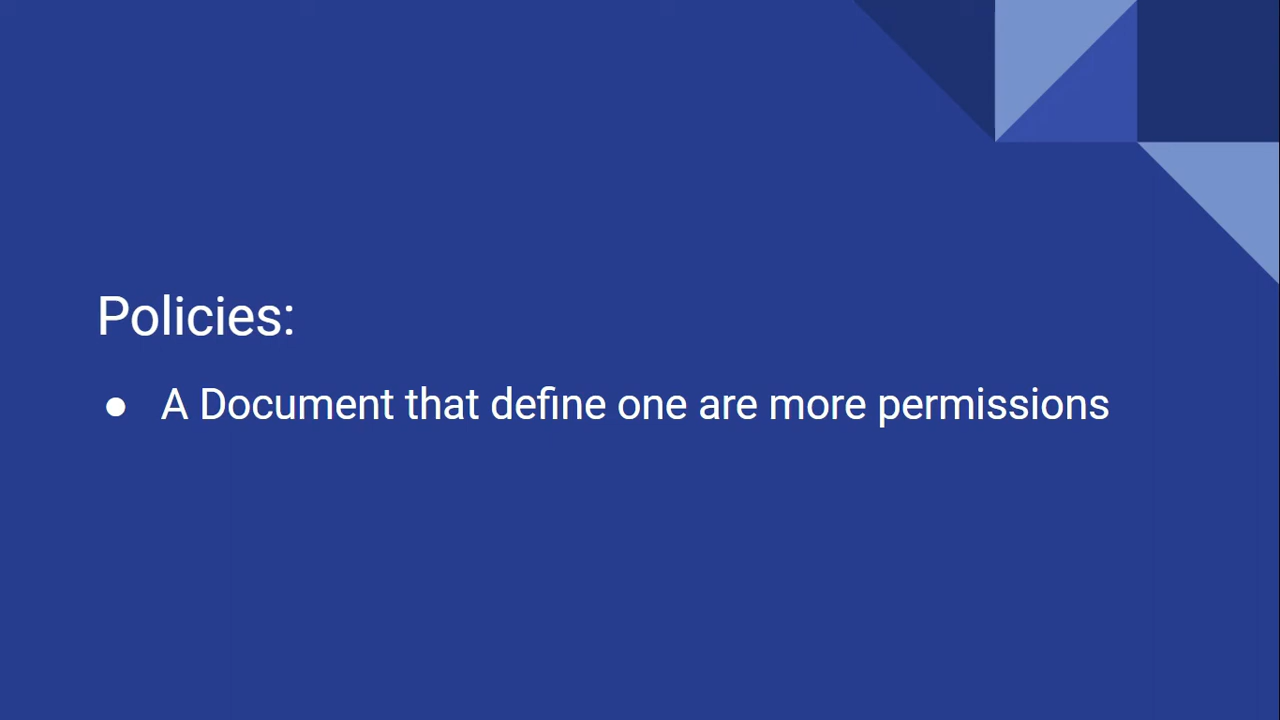 Policies:
● A Document that define one are more permissions